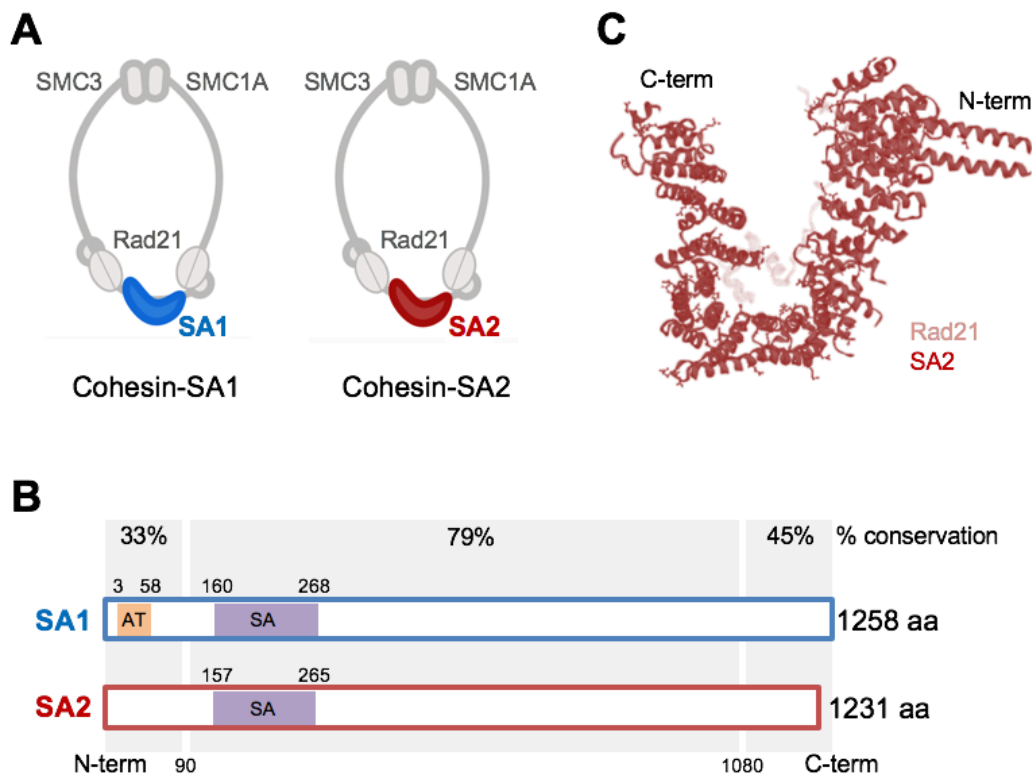 A
SMC3 SMC1A
Rad21
SA1
Cohesin-SA1
SMC3 SMC1A
Rad21
SA2
Cohesin-SA2
C
C-term
N-term
Rad21
SA2
B
33% 79% 45% % conservation
3 58 160 268
SA1 AT SA 1258 aa
157 265
SA2 SA 1231 aa
N-term 90 1080 C-term